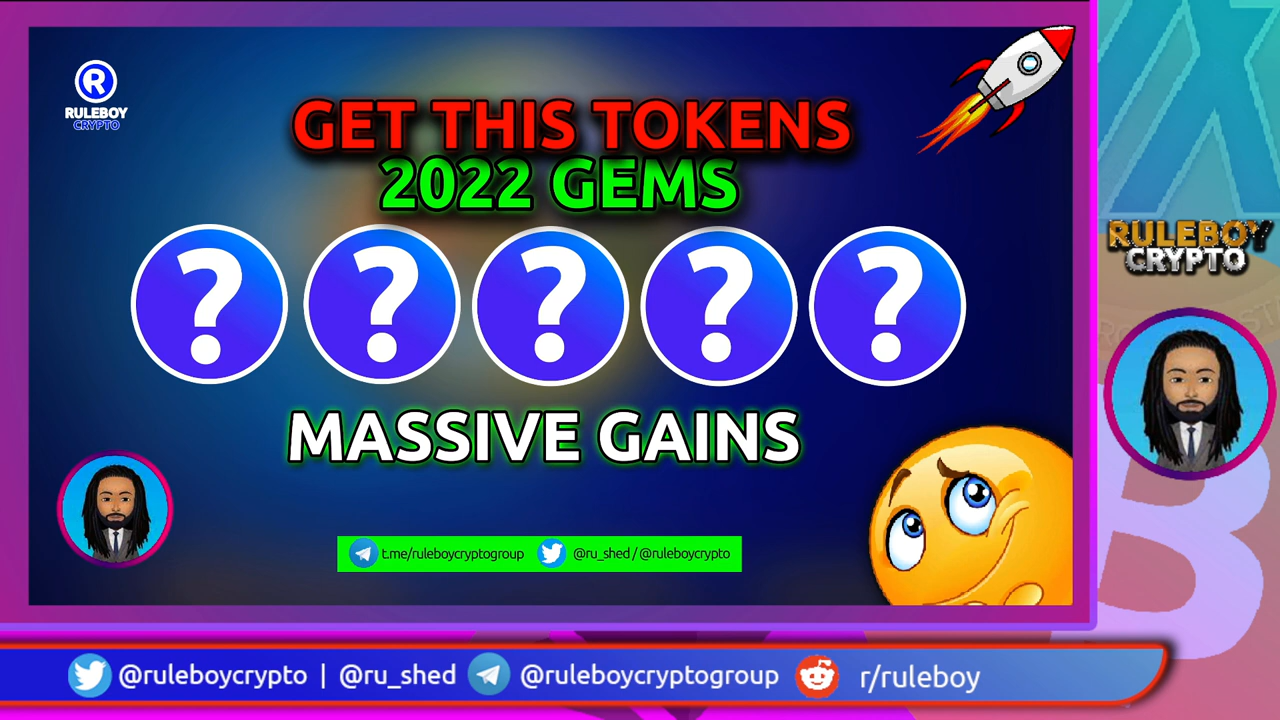 R
RULEBOY
CRYPTO
GET THIS TOKENS
2022 GEMS
? ? ? ? ?
MASSIVE GAINS
t.me/ruleboycryptogroup @ru_shed / @ruleboycrypto
RULEBOY
CRYPTO
@ruleboycrypto | @ru_shed @ruleboycryptogroup r/ruleboy